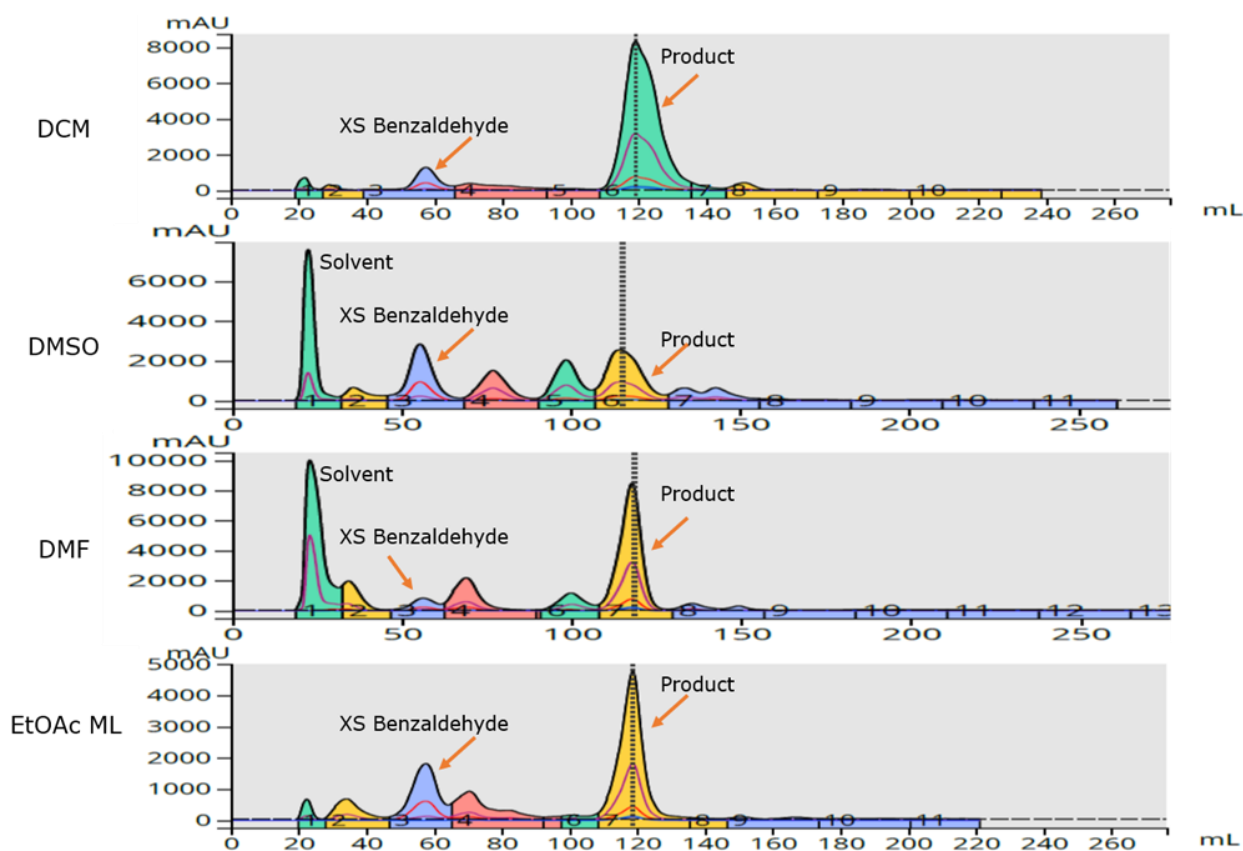 mAU
8000
6000
4000
2000
0
DCM
XS Benzaldehyde
Product
1 2 3 4 5 6 7 8 9 10
0 20 40 60 80 100 120 140 160 180 200 220 240 260 mL
mAU
6000
4000
2000
0
DMSO
Solvent
XS Benzaldehyde
Product
1 2 3 4 5 6 7 8 9 10 11
0 50 100 150 200 250
mAU
10000
8000
6000
4000
2000
0
DMF
Solvent
XS Benzaldehyde
Product
1 2 3 4 6 7 8 9 10 11 12 13
0 50 100 150 200 250
mAU
5000
4000
3000
2000
1000
0
EtOAc ML
XS Benzaldehyde
Product
2 3 4 6 7 8 9 10 11
0 20 40 60 80 100 120 140 160 180 200 220 240 260 mL